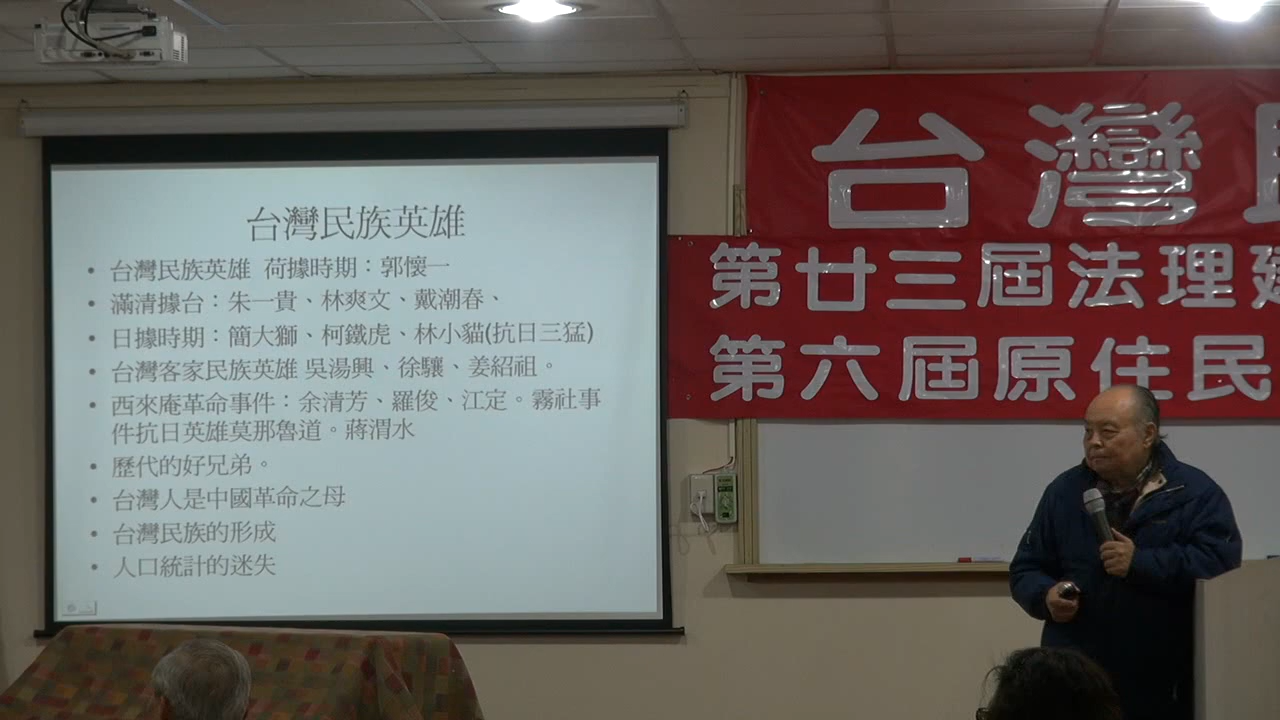 台灣民族英雄
• 台灣民族英雄 荷據時期：郭懷一
• 滿清據台：朱一貴、林爽文、戴潮春、
• 日據時期：簡大獅、柯鐵虎、林小貓(抗日三猛)
• 台灣客家民族英雄 吳湯興、徐驤、姜紹祖。
• 西來庵革命事件：余清芳、羅俊、江定。霧社事
件抗日英雄莫那魯道。蔣渭水
• 歷代的好兄弟。
• 台灣人是中國革命之母
• 台灣民族的形成
• 人口統計的迷失
台灣
第廿三屆法理建
第六屆原住民